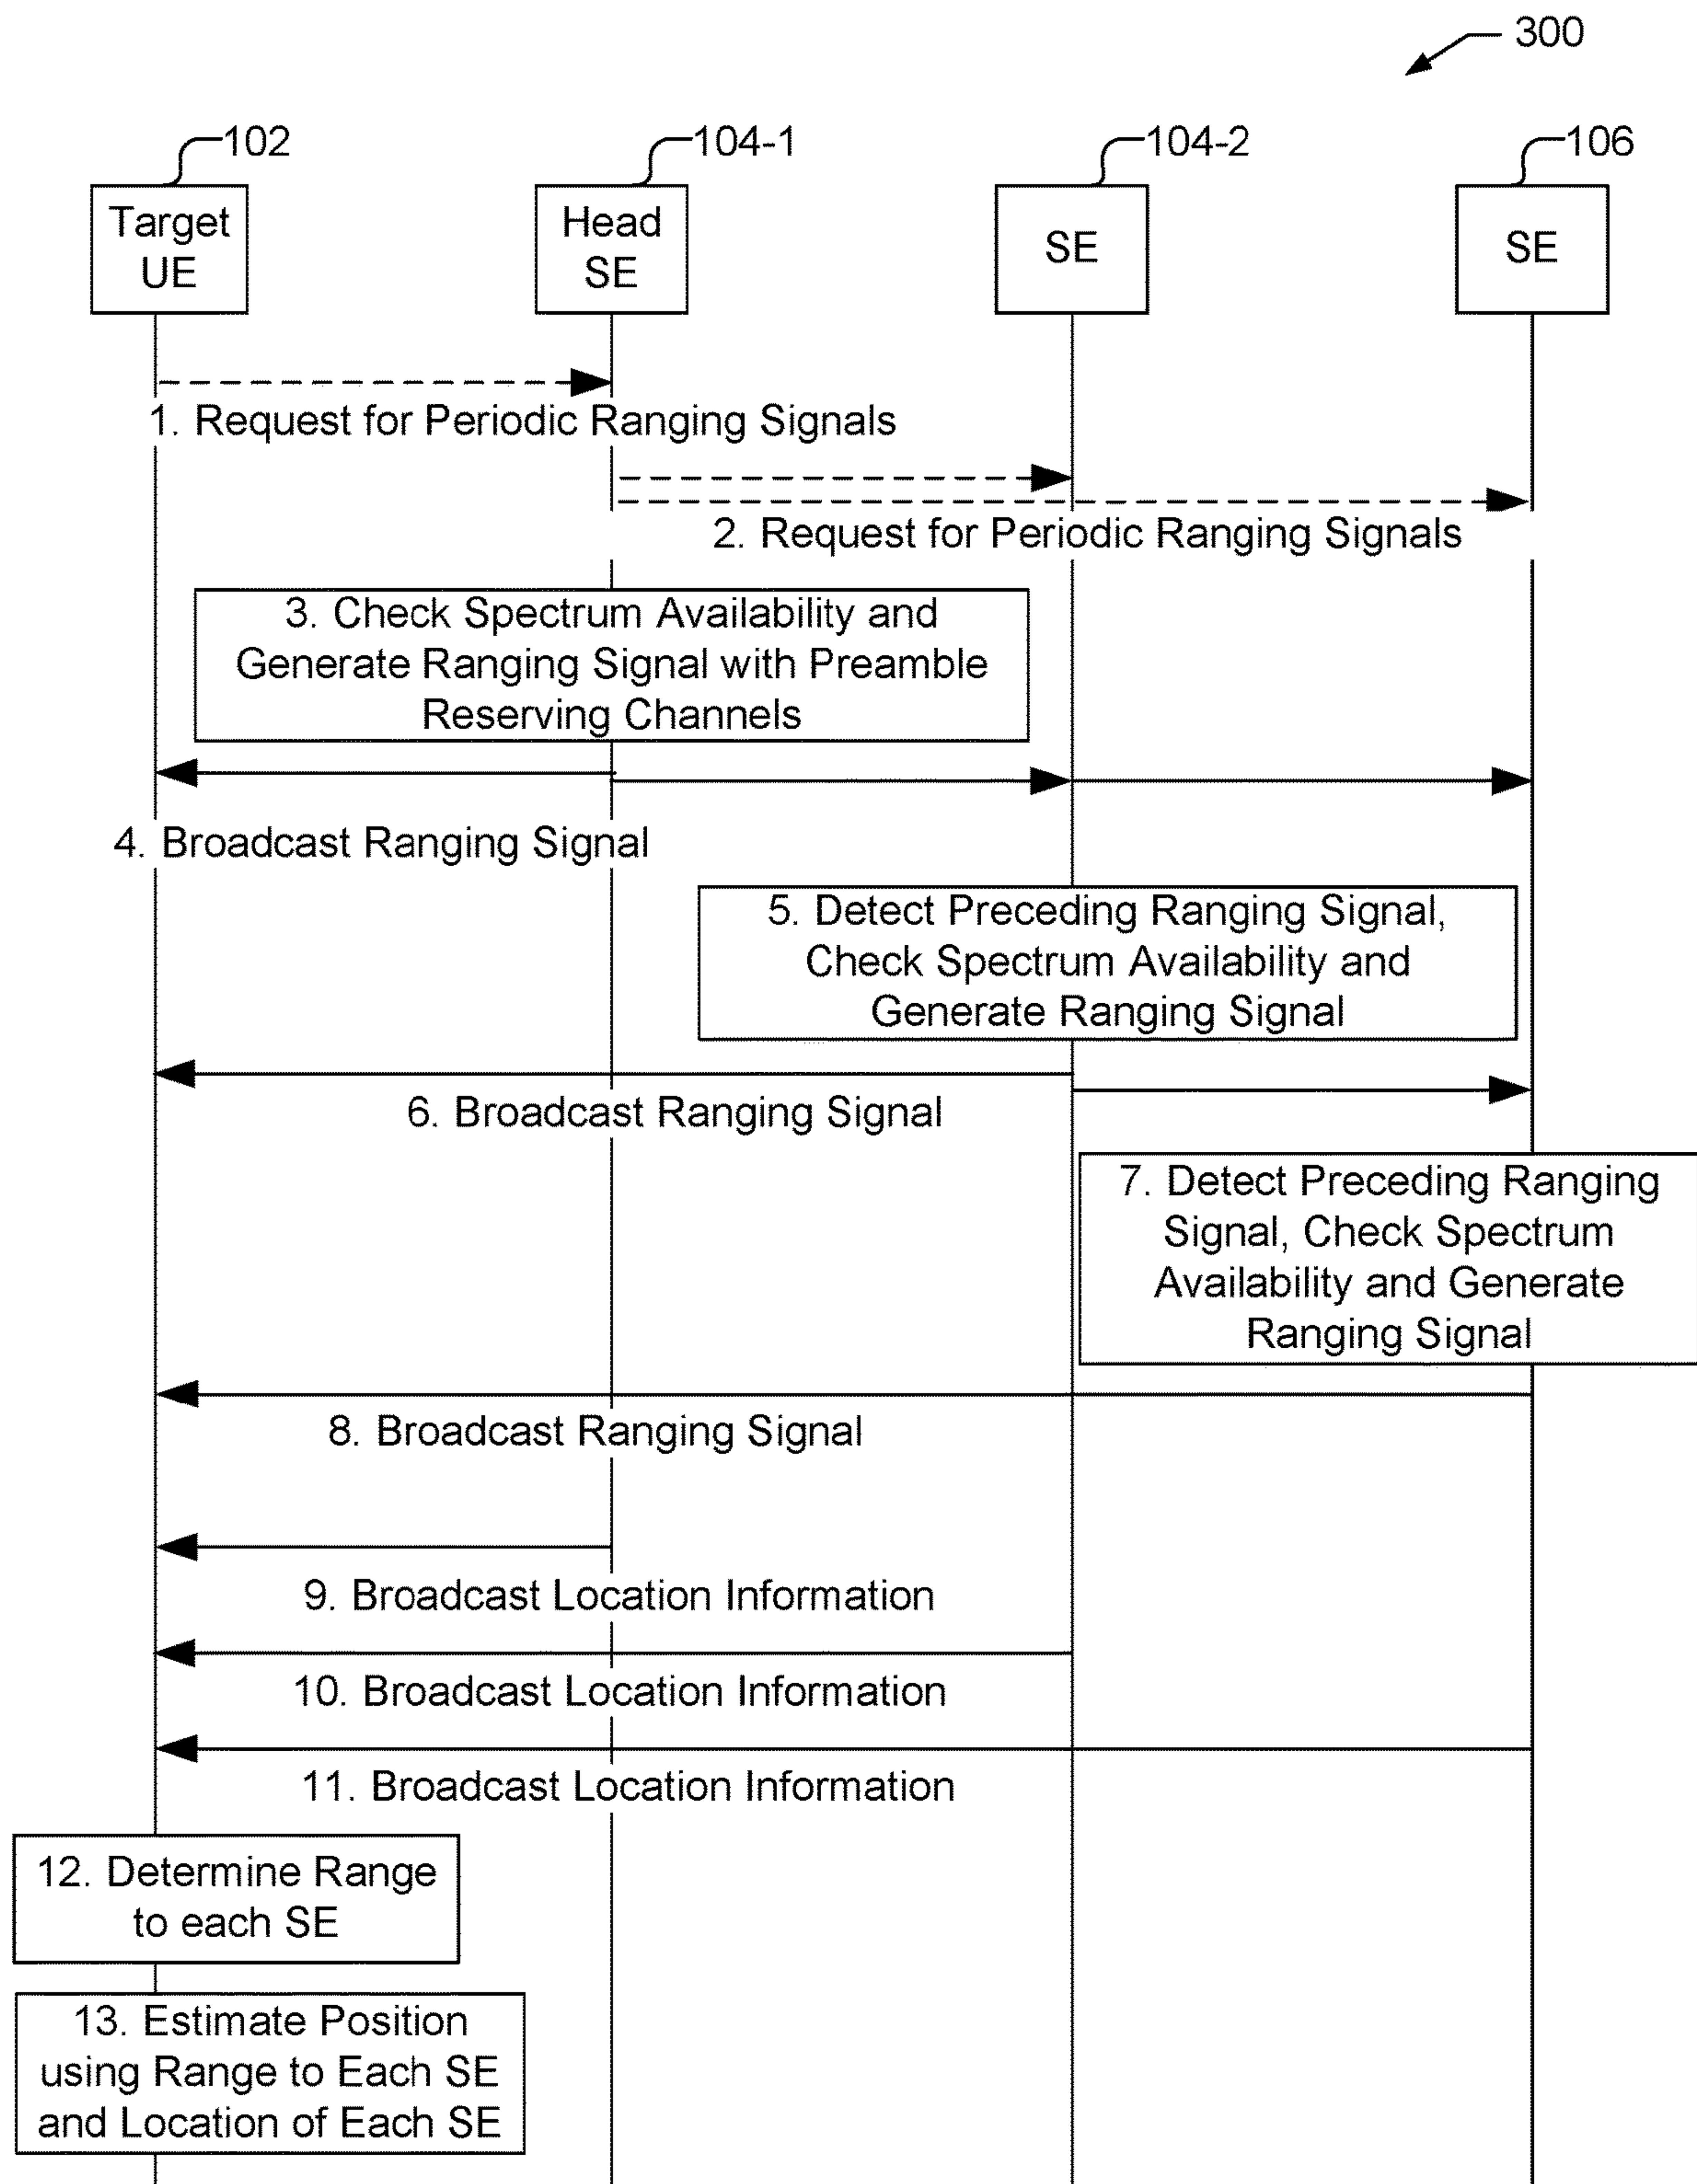 300
102
104-1
104-2
106
Target
UE
Head
SE
SE
SE
1. Request for Periodic Ranging Signals
2. Request for Periodic Ranging Signals
3. Check Spectrum Availability and
Generate Ranging Signal with Preamble
Reserving Channels
4. Broadcast Ranging Signal
5. Detect Preceding Ranging Signal,
Check Spectrum Availability and
Generate Ranging Signal
6. Broadcast Ranging Signal
7. Detect Preceding Ranging
Signal, Check Spectrum
Availability and Generate
Ranging Signal
8. Broadcast Ranging Signal
9. Broadcast Location Information
10. Broadcast Location Information
11. Broadcast Location Information
12. Determine Range
to each SE
13. Estimate Position
using Range to Each SE
and Location of Each SE